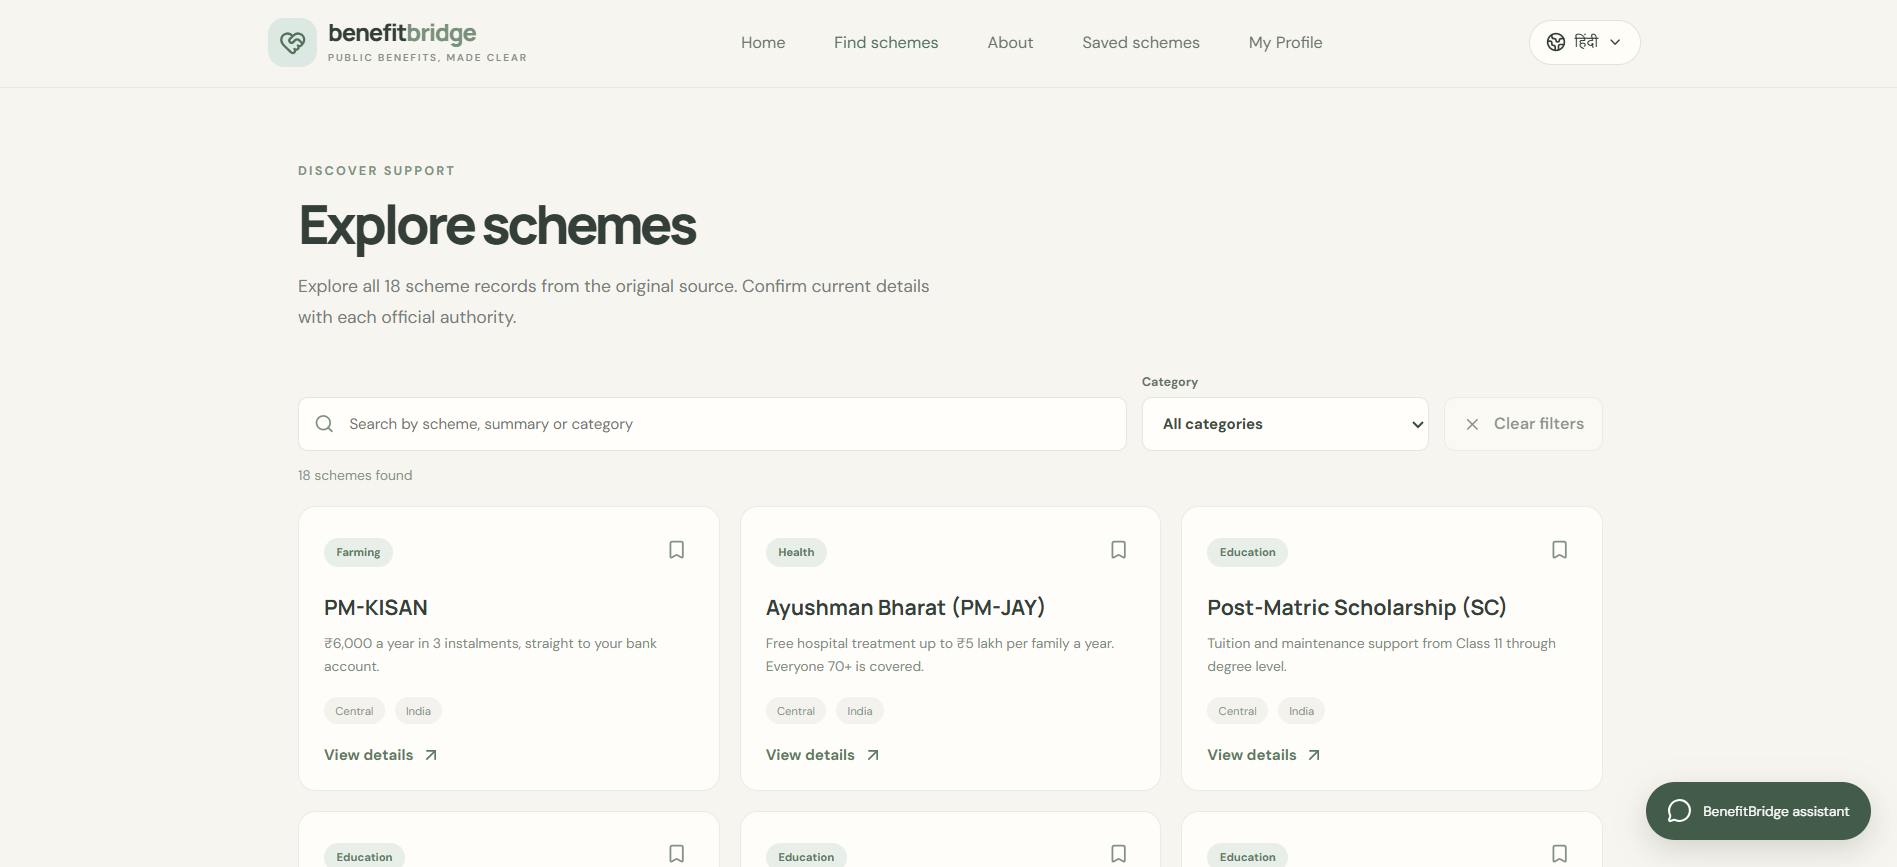 benefitbridge
PUBLIC BENEFITS, MADE CLEAR
Home
Find schemes
About
Saved schemes
My Profile
हिंदी
DISCOVER SUPPORT
Explore schemes
Explore all 18 scheme records from the original source. Confirm current details
with each official authority.
Category
Search by scheme, summary or category
All categories
Clear filters
18 schemes found
Farming
PM-KISAN
₹6,000 a year in 3 instalments, straight to your bank
account.
Central
India
View details
Health
Ayushman Bharat (PM-JAY)
Free hospital treatment up to ₹5 lakh per family a year.
Everyone 70+ is covered.
Central
India
View details
Education
Post-Matric Scholarship (SC)
Tuition and maintenance support from Class 11 through
degree level.
Central
India
View details
Education
Education
Education
BenefitBridge assistant